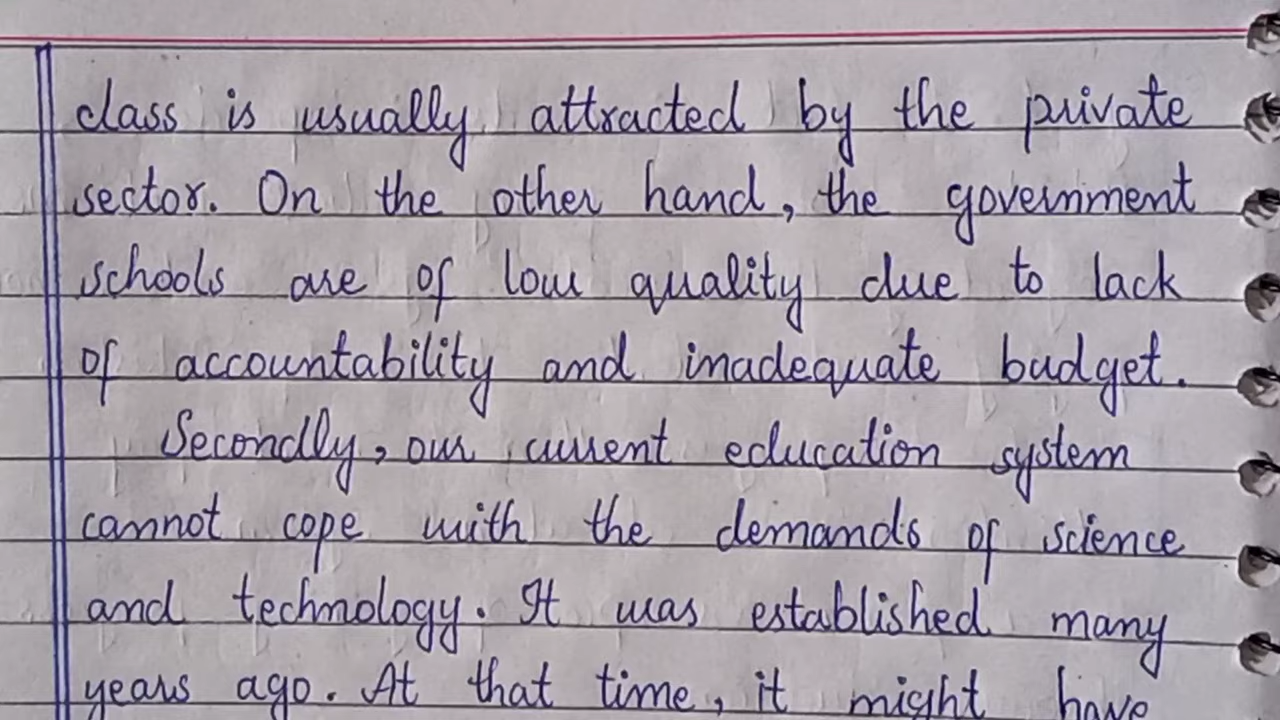 class is usually attracted by the private
sector. On the other hand, the government
schools are of low quality due to lack
of accountability and inadequate budget.
Secondly, our current education system
cannot cope with the demands of science
and technology. It was established many
years ago. At that time, it might have